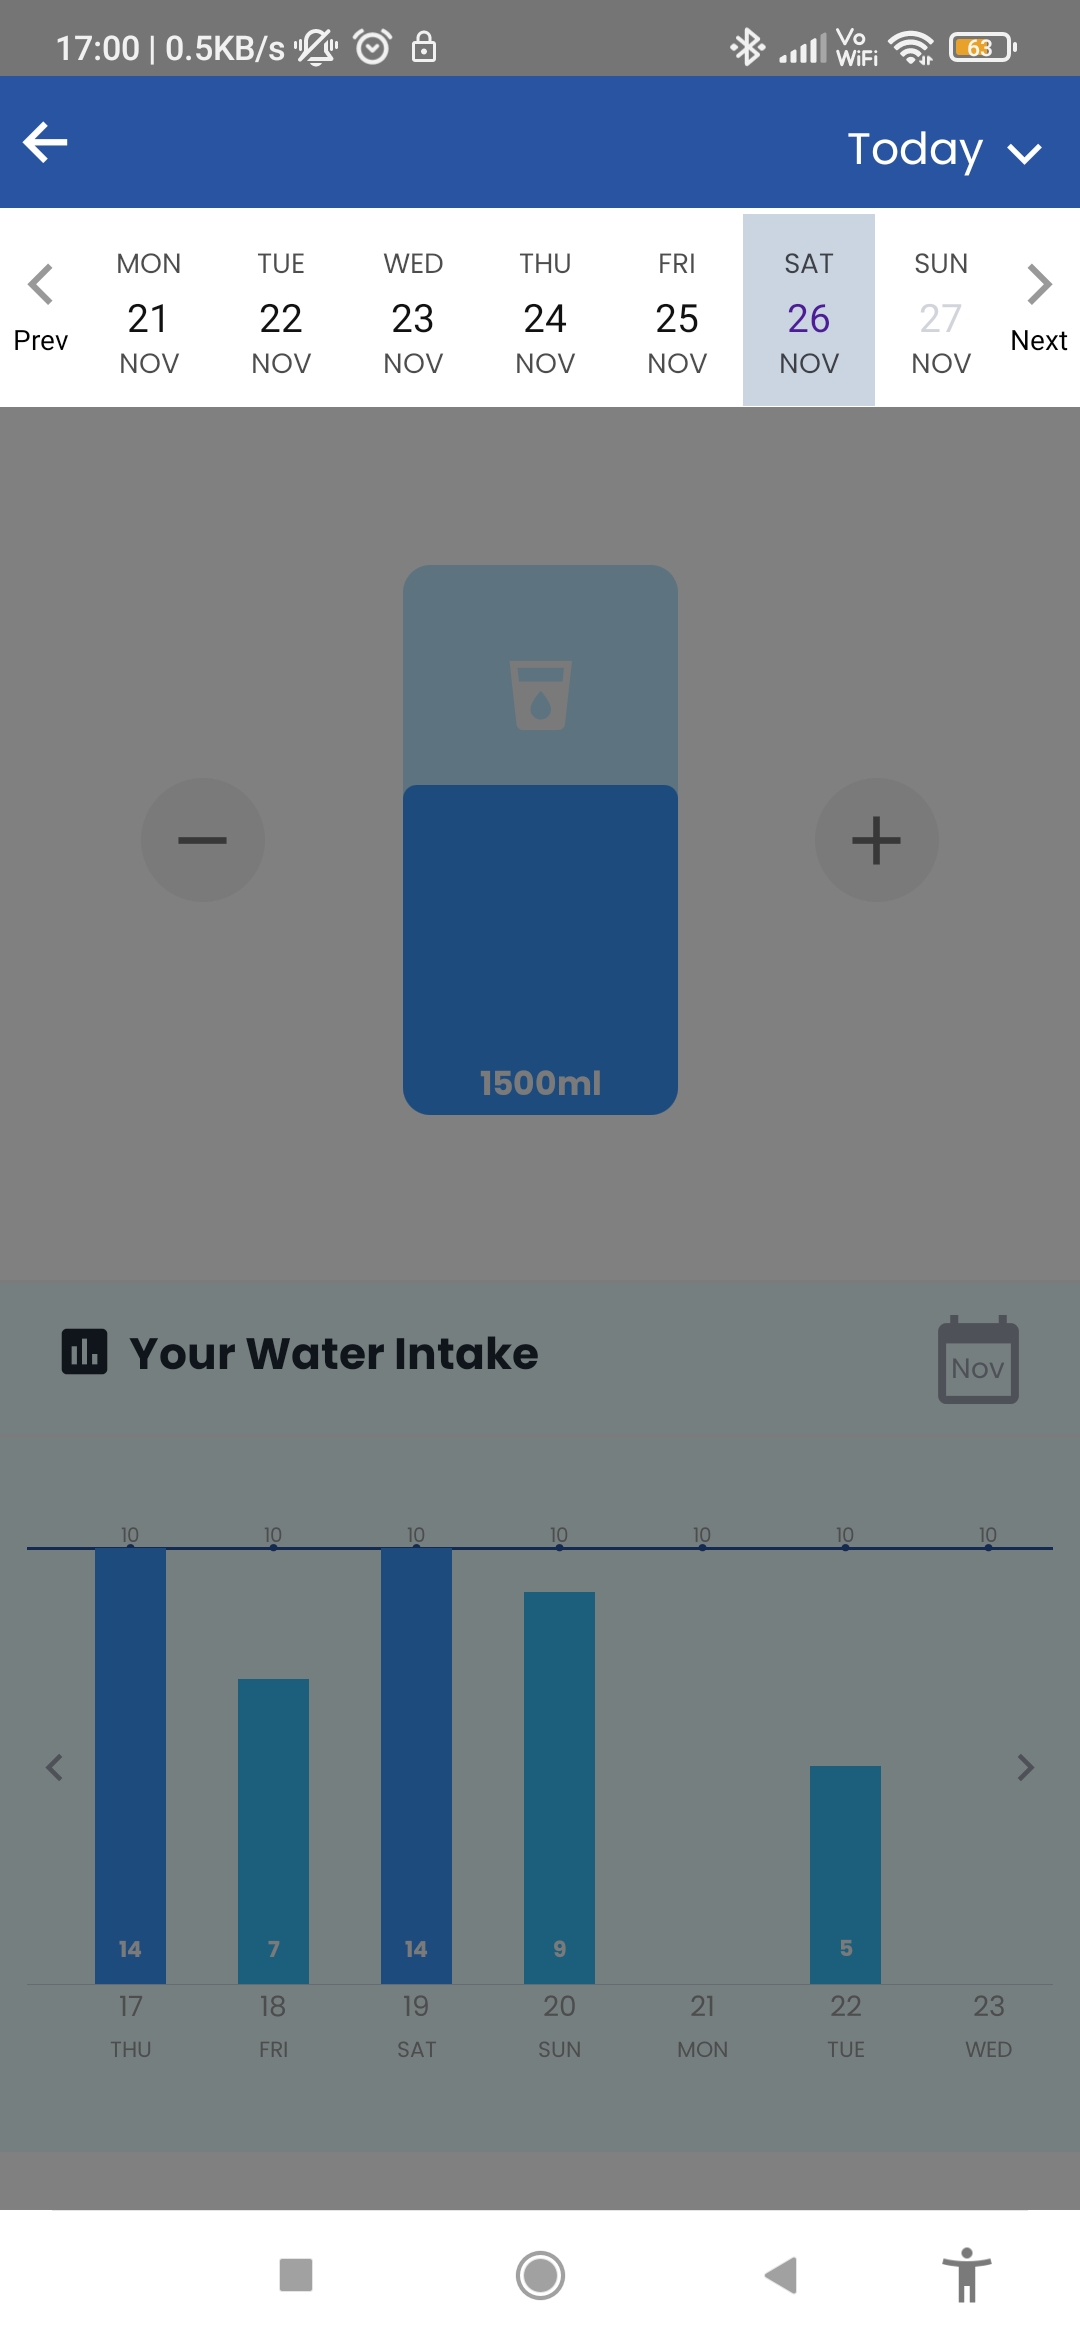 17:00 | 0.5KB/s Vo WiFi 63
Today
MON TUE WED THU FRI SAT SUN
21 22 23 24 25 26 27
Prev NOV NOV NOV NOV NOV NOV NOV Next
1500ml
Your Water Intake Nov
10 10 10 10 10 10 10
14 7 14 9 5
17 18 19 20 21 22 23
THU FRI SAT SUN MON TUE WED